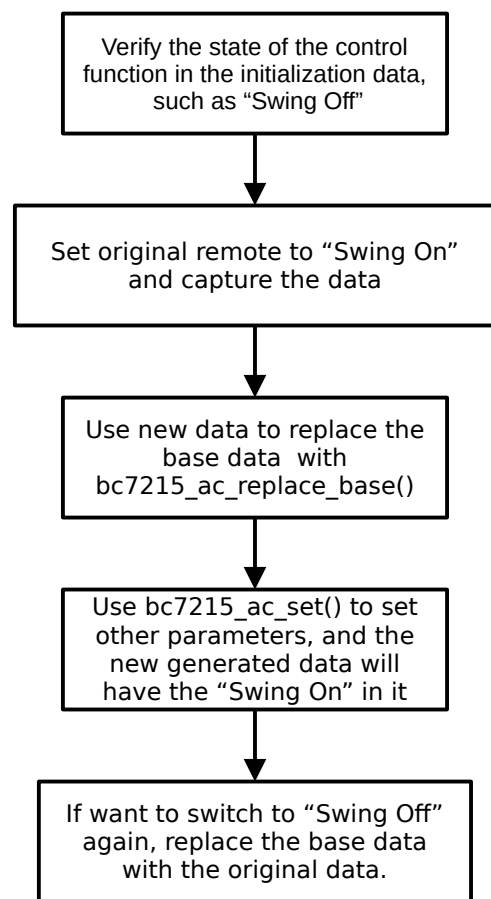 Verify the state of the control
function in the initialization data,
such as “Swing Off”
Set original remote to “Swing On”
and capture the data
Use new data to replace the
base data  with
bc7215_ac_replace_base()
Use bc7215_ac_set() to set
other parameters, and the
new generated data will
have the “Swing On” in it
If want to switch to “Swing Off”
again, replace the base data
with the original data.